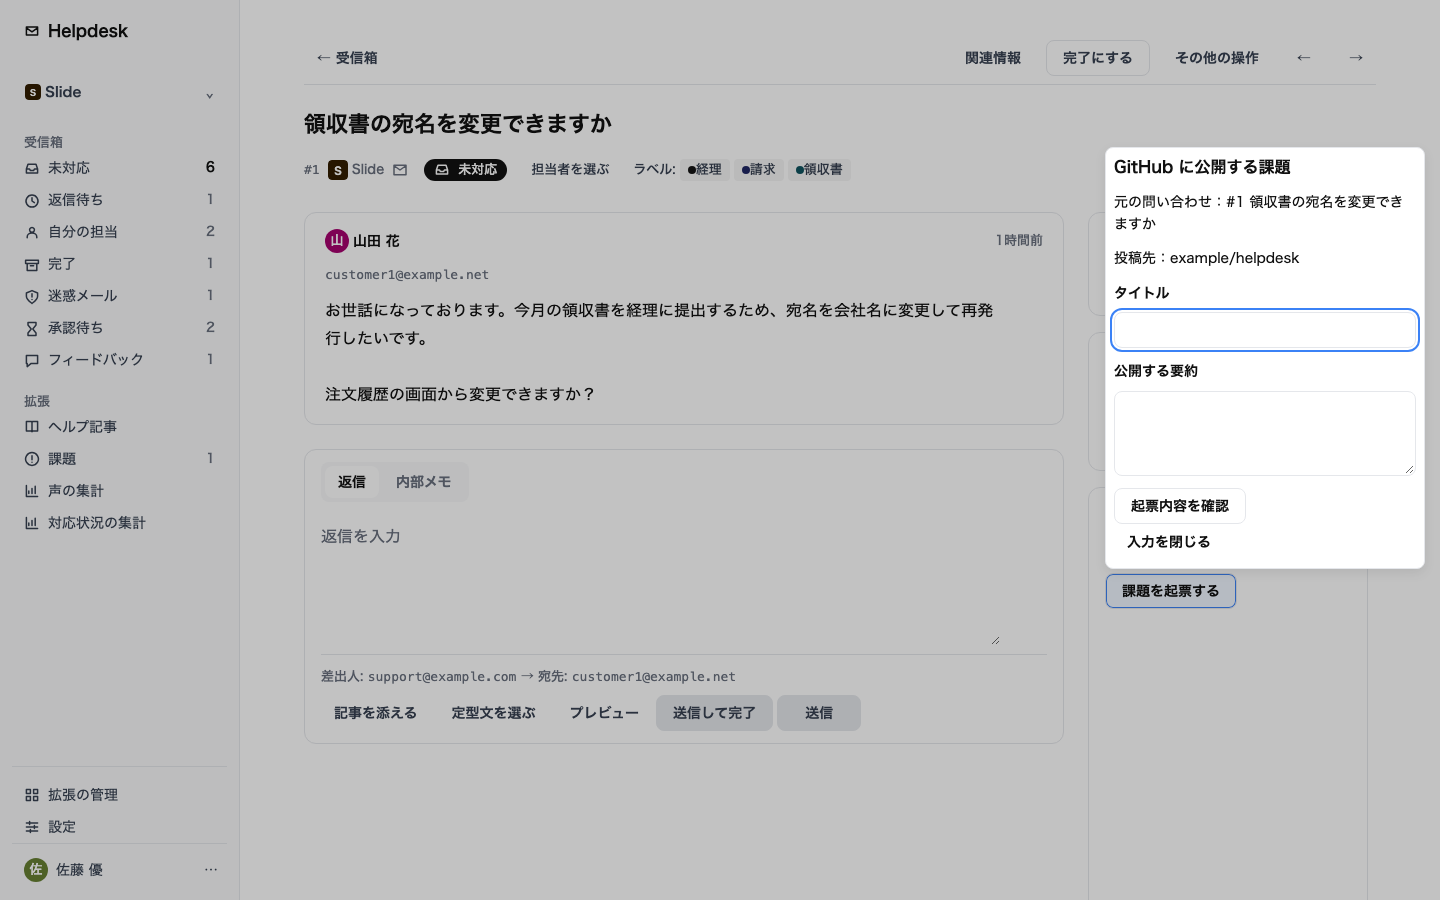 Helpdesk
S Slide
受信箱
未対応 6
返信待ち 1
自分の担当 2
完了 1
迷惑メール 1
承認待ち 2
フィードバック 1
拡張
ヘルプ記事
課題 1
声の集計
対応状況の集計
拡張の管理
設定
佐 佐藤 優 …
← 受信箱
関連情報 完了にする その他の操作 ← →
領収書の宛名を変更できますか
#1 S Slide 未対応 担当者を選ぶ ラベル: 経理 請求 領収書
山 山田 花 1時間前
customer1@example.net
お世話になっております。今月の領収書を経理に提出するため、宛名を会社名に変更して再発
行したいです。
注文履歴の画面から変更できますか？
返信 内部メモ
返信を入力
差出人: support@example.com → 宛先: customer1@example.net
記事を添える 定型文を選ぶ プレビュー 送信して完了 送信
GitHub に公開する課題
元の問い合わせ：#1 領収書の宛名を変更でき
ますか
投稿先：example/helpdesk
タイトル
公開する要約
起票内容を確認
入力を閉じる
課題を起票する